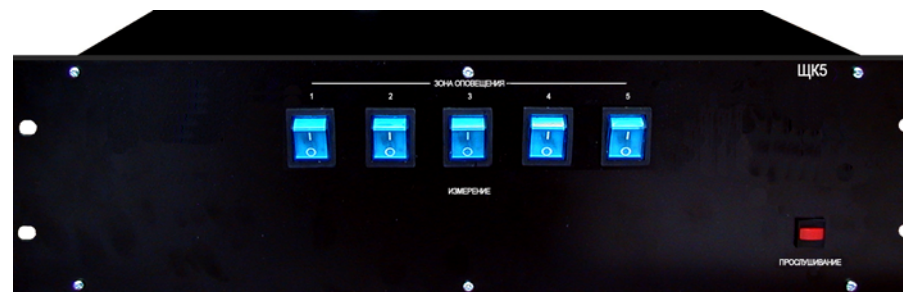 ЩК5
ЗОНА ОПОВЕЩЕНИЯ
1 2 3 4 5
ИЗМЕРЕНИЕ
ПРОСЛУШИВАНИЕ